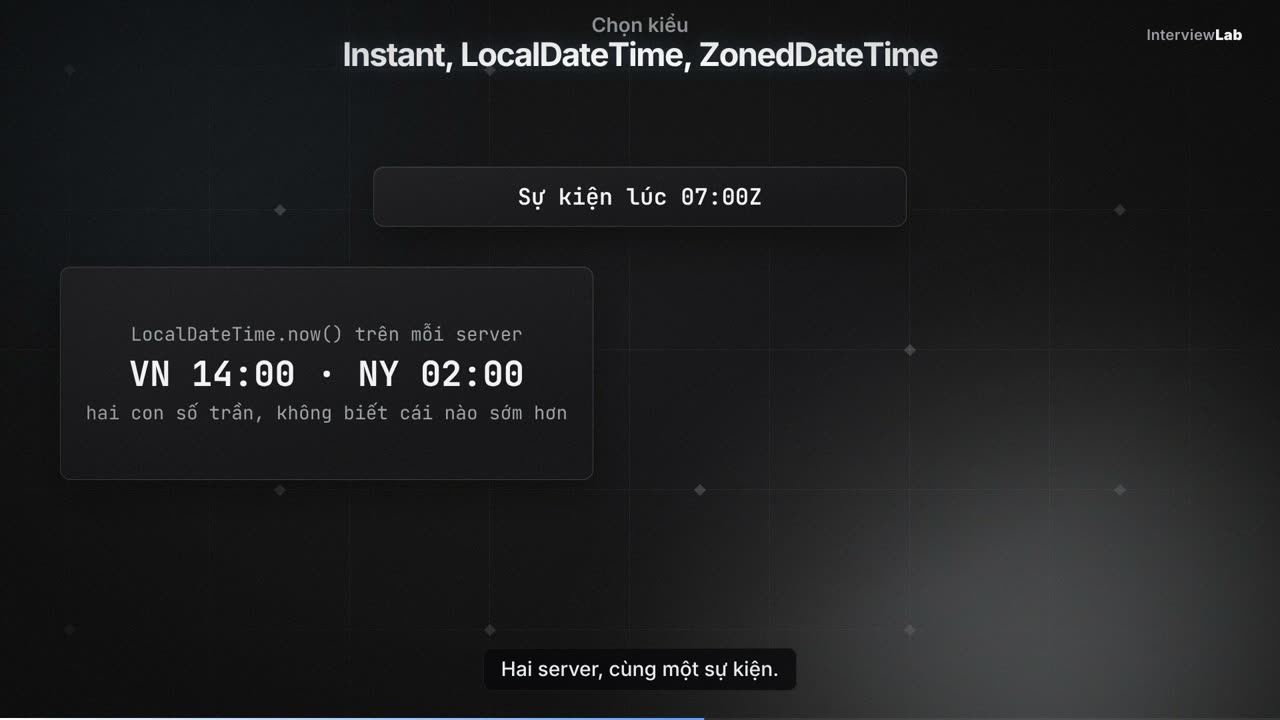 Chọn kiểu
Instant, LocalDateTime, ZonedDateTime
InterviewLab
Sự kiện lúc 07:00Z
LocalDateTime.now() trên mỗi server
VN 14:00 · NY 02:00
hai con số trần, không biết cái nào sớm hơn
Hai server, cùng một sự kiện.